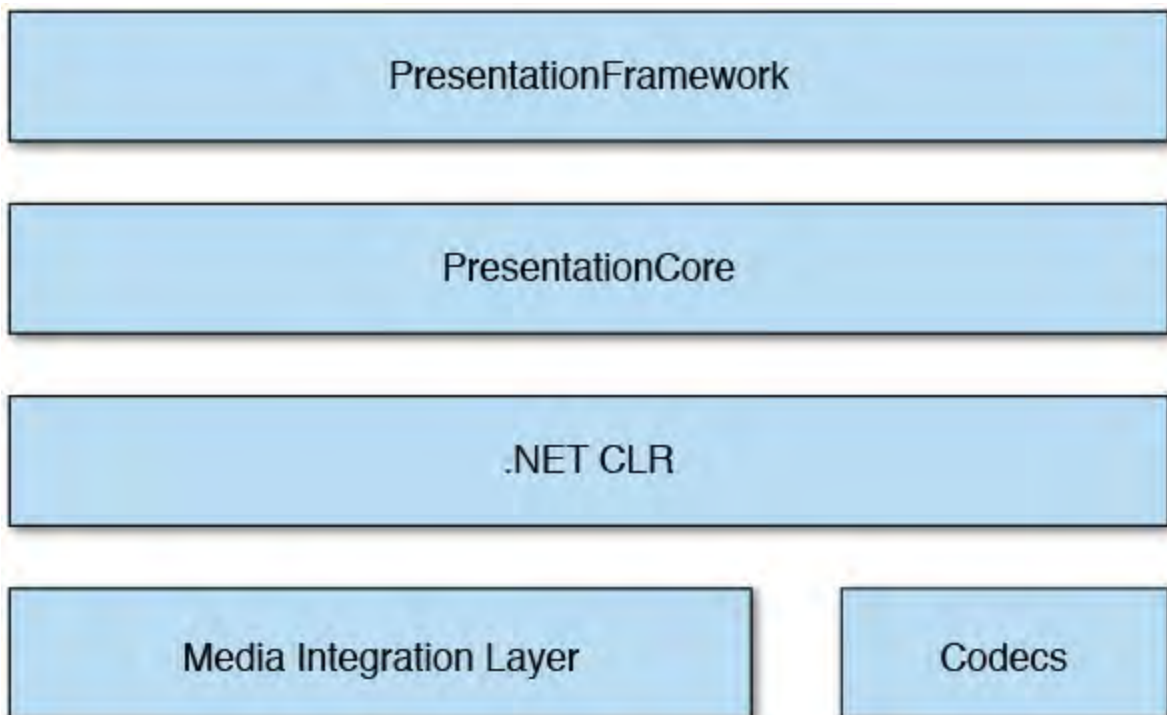 PresentationFramework
PresentationCore
.NET CLR
Media Integration Layer
Codecs